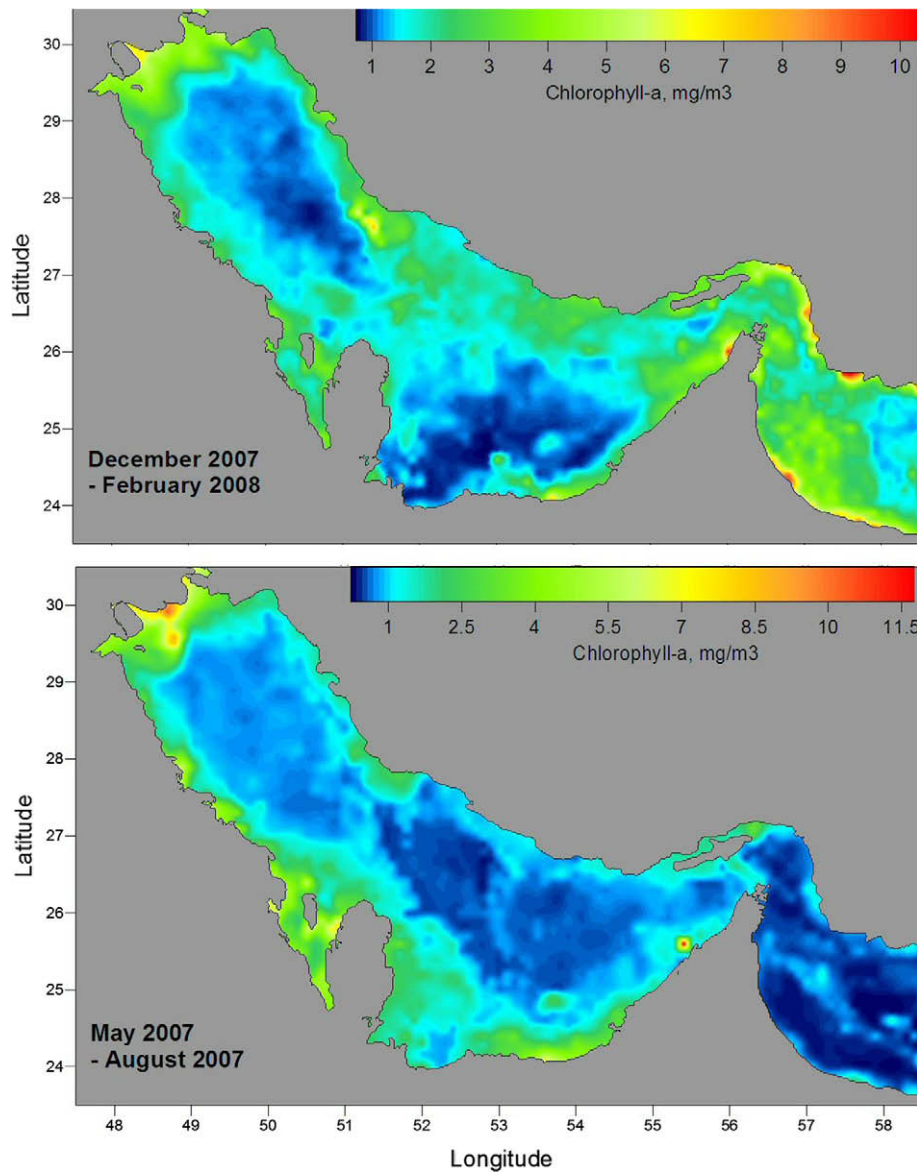 1 2 3 4 5 6 7 8 9 10
Chlorophyll-a, mg/m3
30
29
28
27
26
25
24
Latitude
December 2007
- February 2008
1 2.5 4 5.5 7 8.5 10 11.5
Chlorophyll-a, mg/m3
30
29
28
27
26
25
24
Latitude
May 2007
- August 2007
48 49 50 51 52 53 54 55 56 57 58
Longitude